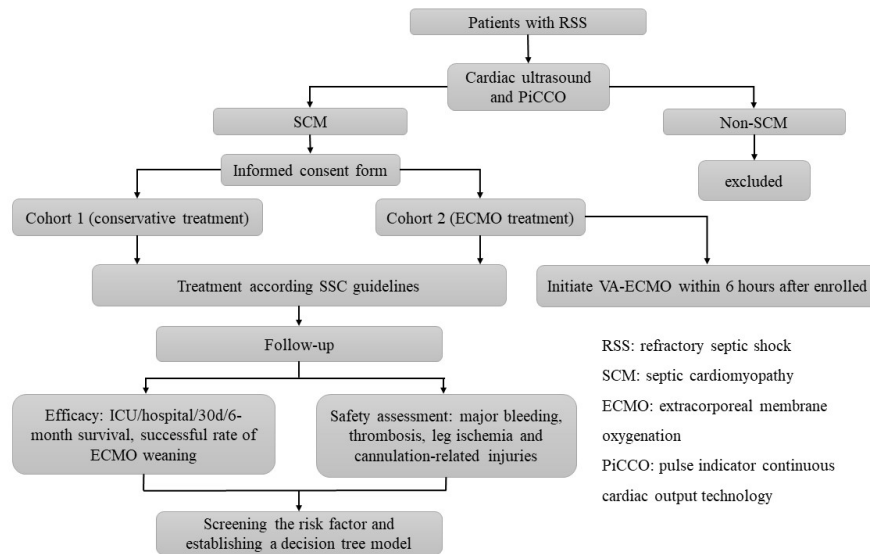 Patients with RSS
Cardiac ultrasound
and PiCCO
SCM
Non-SCM
Informed consent form
excluded
Cohort 1 (conservative treatment)
Cohort 2 (ECMO treatment)
Treatment according SSC guidelines
Initiate VA-ECMO within 6 hours after enrolled
Follow-up
Efficacy: ICU/hospital/30d/6-
month survival, successful rate of
ECMO weaning
Safety assessment: major bleeding,
thrombosis, leg ischemia and
cannulation-related injuries
Screening the risk factor and
establishing a decision tree model
RSS: refractory septic shock
SCM: septic cardiomyopathy
ECMO: extracorporeal membrane
oxygenation
PiCCO: pulse indicator continuous
cardiac output technology